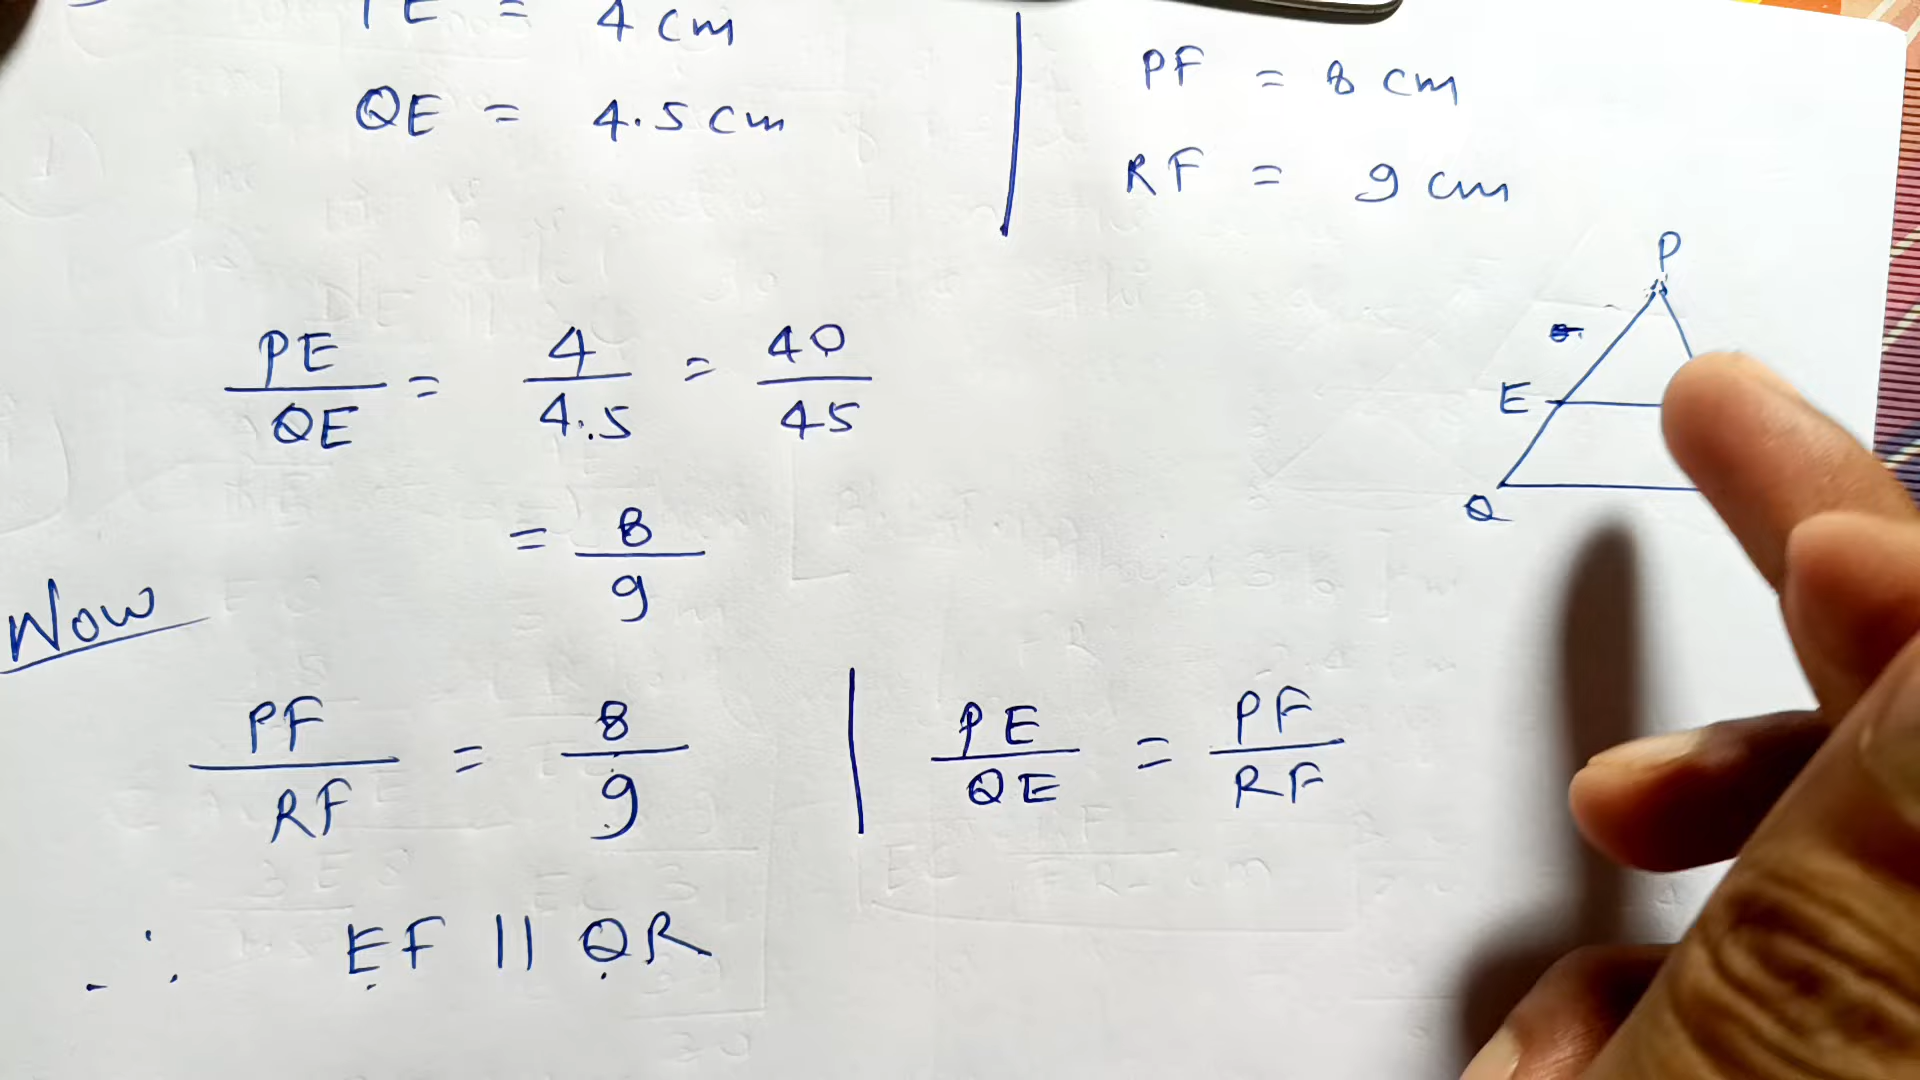 PE = 4 cm
QE = 4.5 cm
PF = 8 cm
RF = 9 cm
P
E
Q
PE/QE = 4/4.5 = 40/45
= 8/9
Now
PF/RF = 8/9
PE/QE = PF/RF
∴ EF || QR